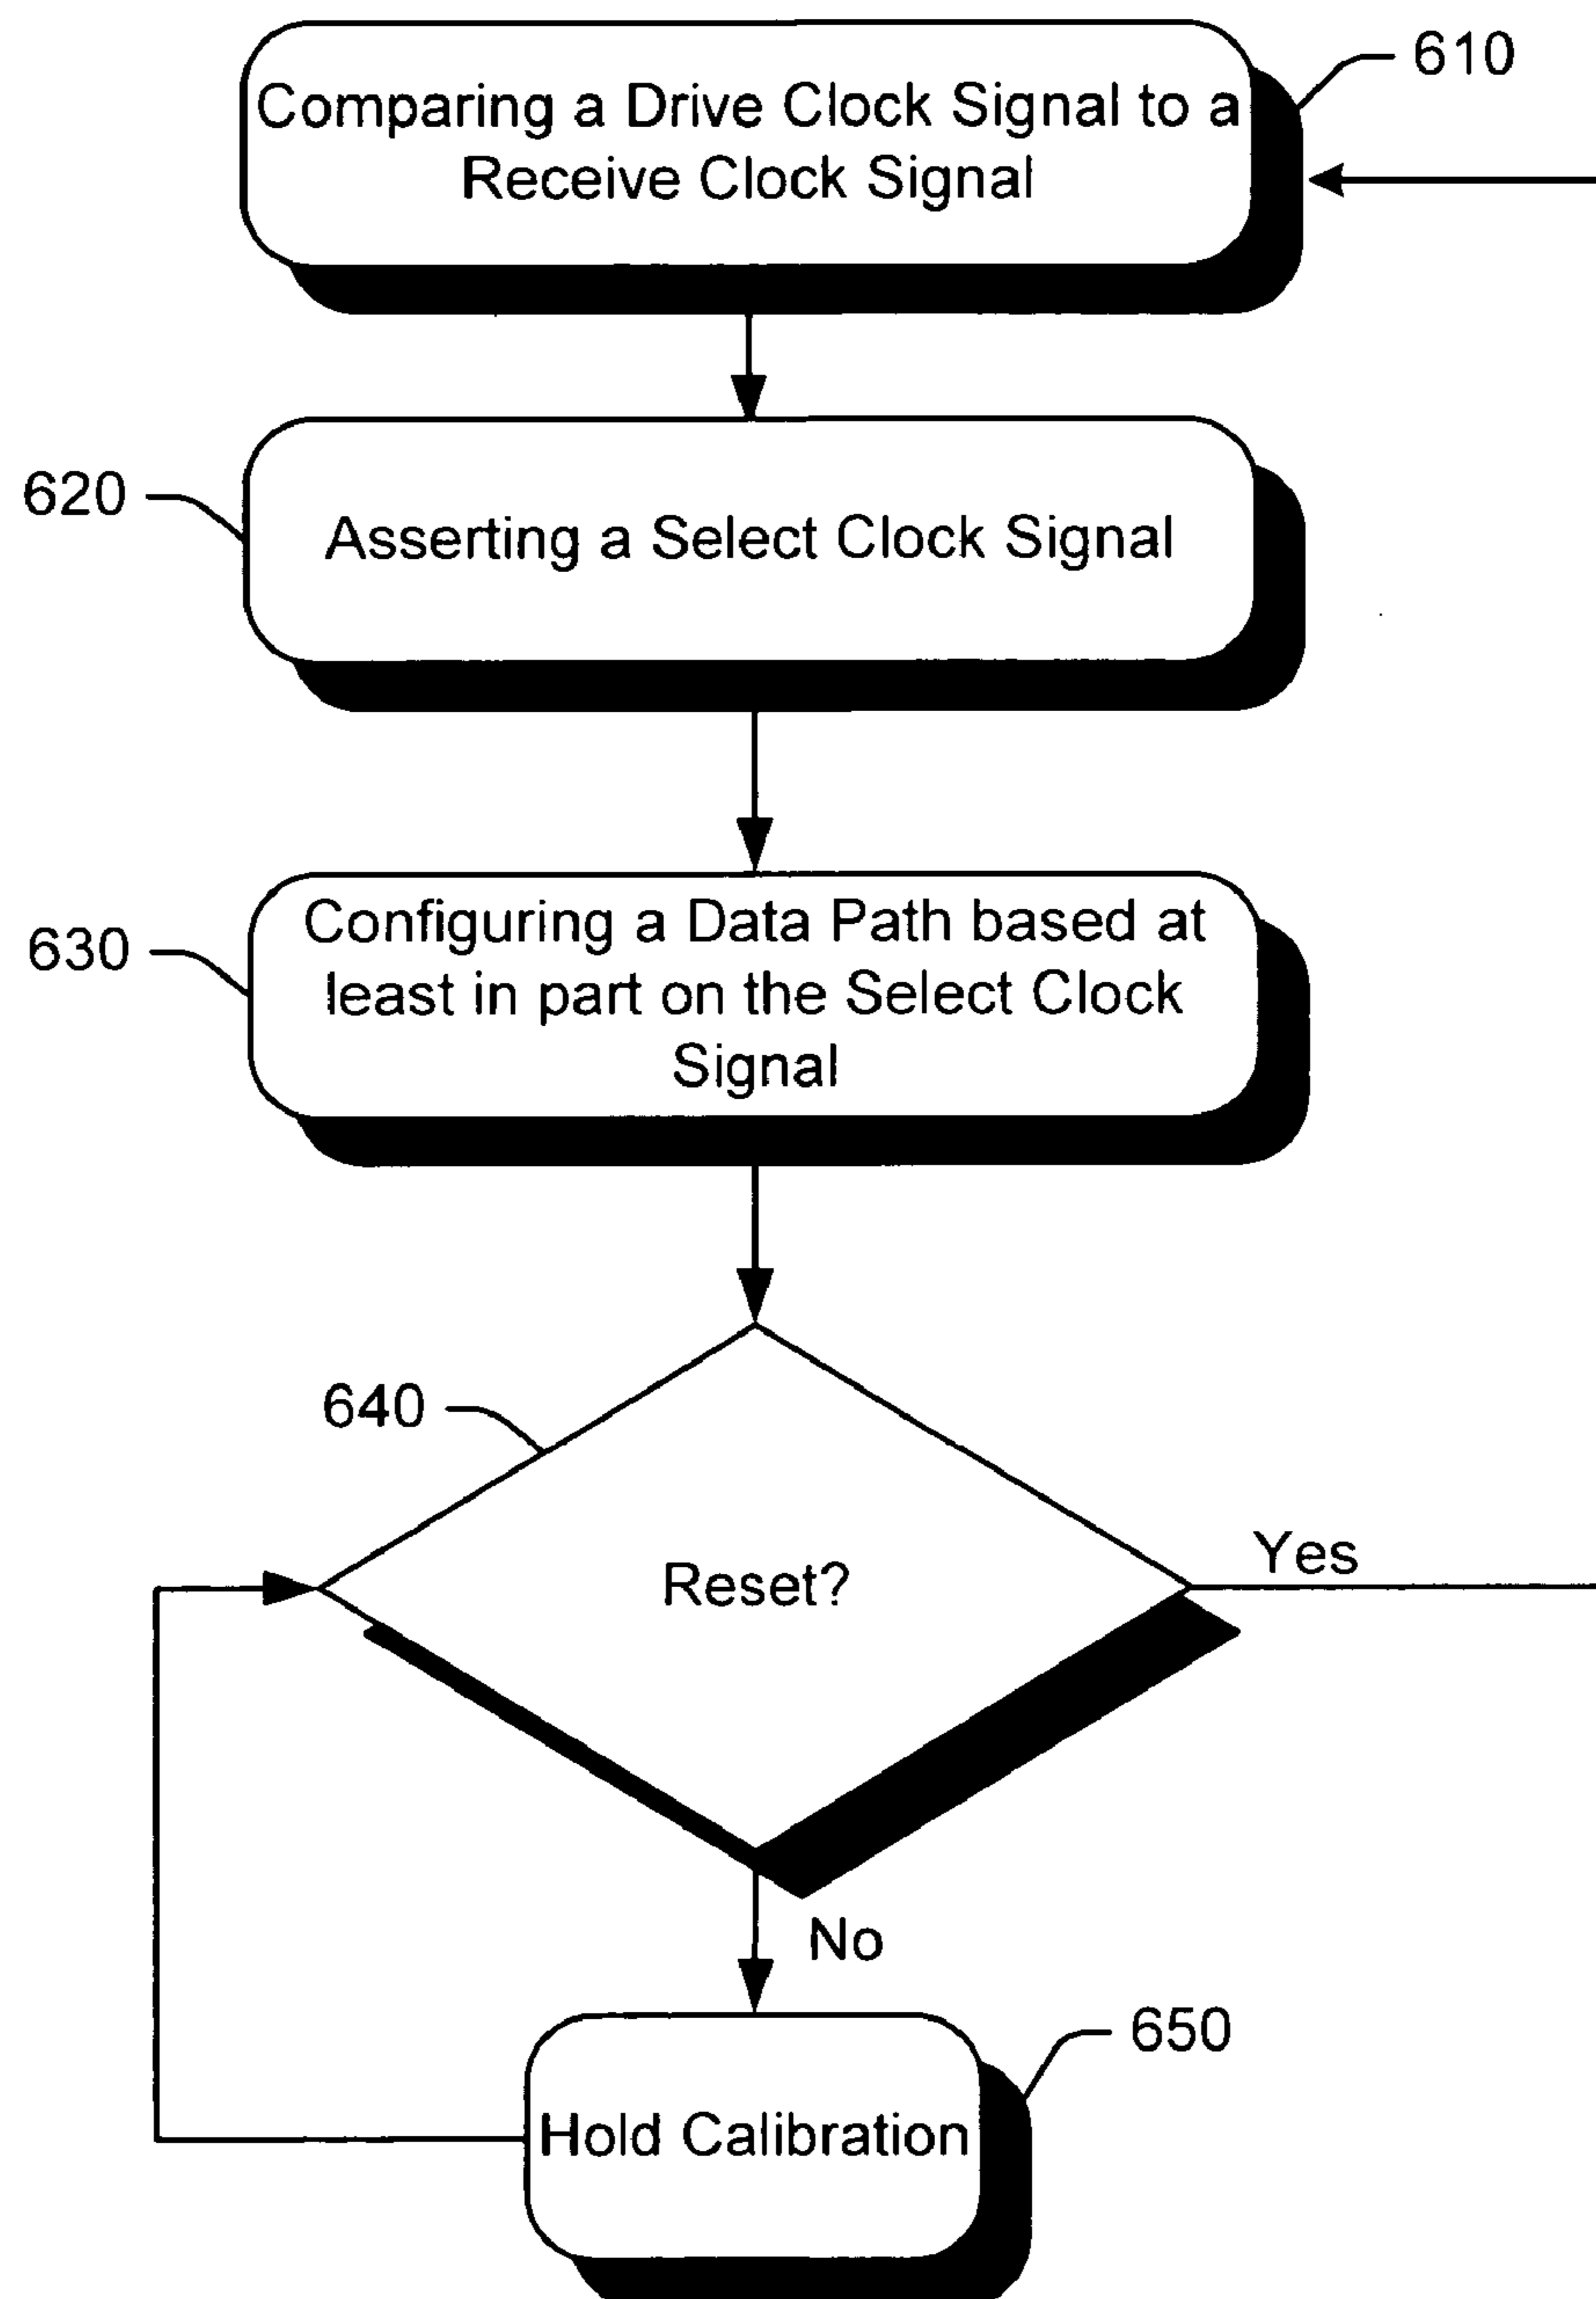 610
Comparing a Drive Clock Signal to a
Receive Clock Signal
620
Asserting a Select Clock Signal
630
Configuring a Data Path based at
least in part on the Select Clock
Signal
640
Reset?
Yes
No
650
Hold Calibration